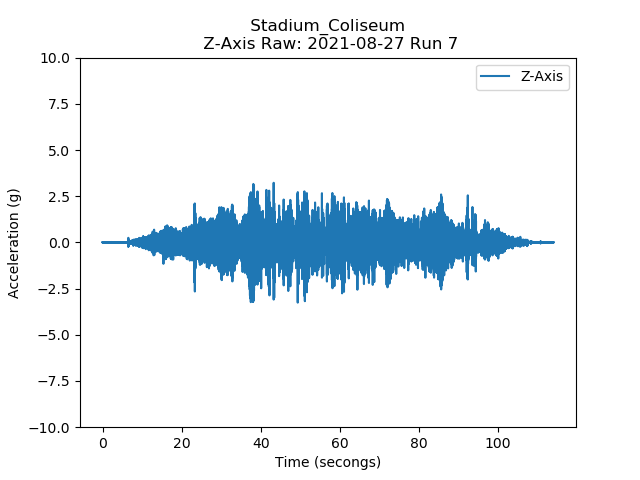 Stadium_Coliseum
Z-Axis Raw: 2021-08-27 Run 7
Z-Axis
10.0
7.5
5.0
2.5
0.0
−2.5
−5.0
−7.5
−10.0
Acceleration (g)
0 20 40 60 80 100
Time (secongs)